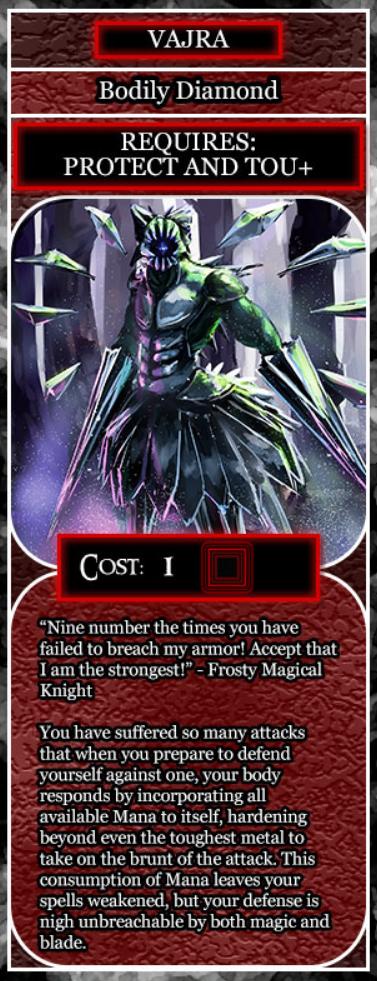 VAJRA
Bodily Diamond
REQUIRES:
PROTECT AND TOU+
COST: 1
“Nine number the times you have
failed to breach my armor! Accept that
I am the strongest!” - Frosty Magical
Knight
You have suffered so many attacks
that when you prepare to defend
yourself against one, your body
responds by incorporating all
available Mana to itself, hardening
beyond even the toughest metal to
take on the brunt of the attack. This
consumption of Mana leaves your
spells weakened, but your defense is
nigh unbreachable by both magic and
blade.